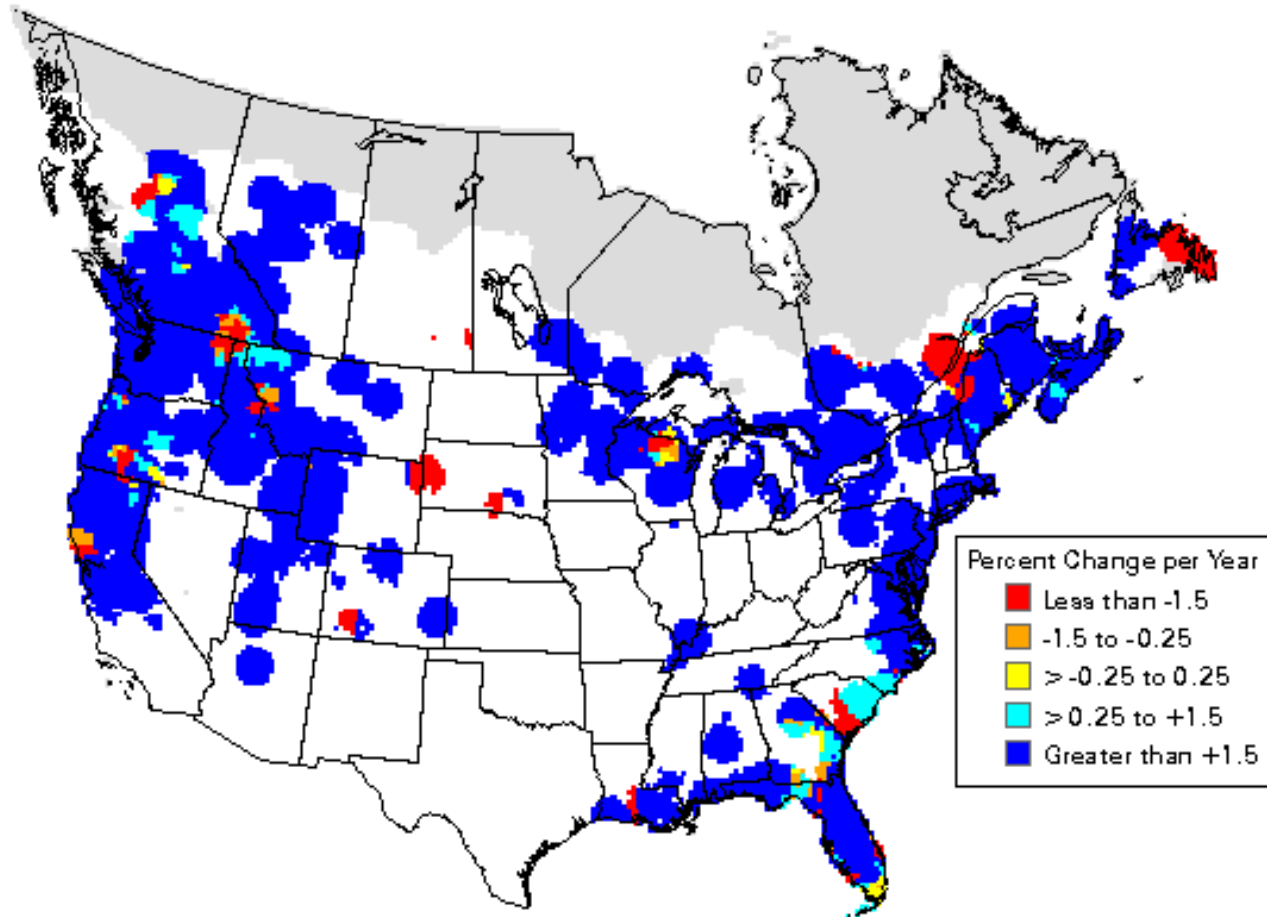 Percent Change per Year
Less than -1.5
-1.5 to -0.25
> -0.25 to 0.25
> 0.25 to +1.5
Greater than +1.5